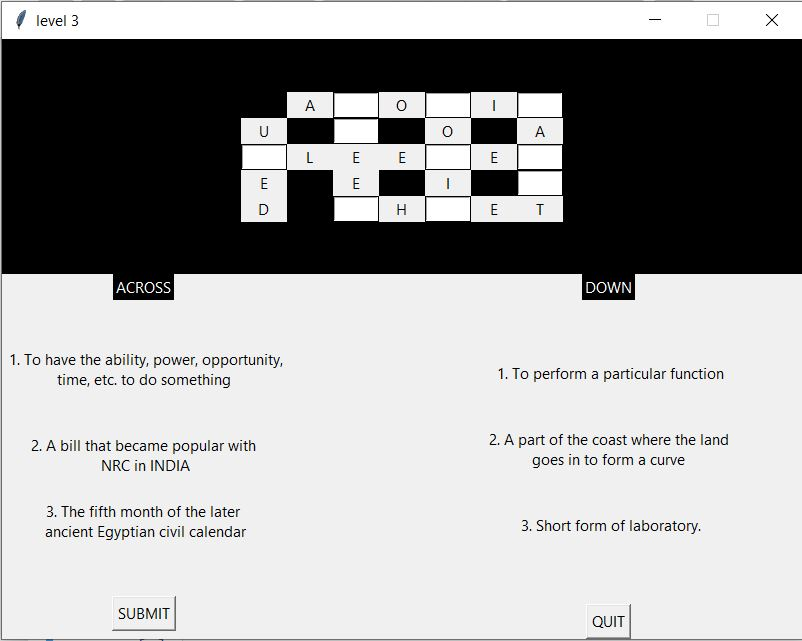 level 3
A O I
U O A
L E E E
E E I
D H E T
ACROSS
DOWN
1. To have the ability, power, opportunity,
time, etc. to do something
1. To perform a particular function
2. A bill that became popular with
NRC in INDIA
2. A part of the coast where the land
goes in to form a curve
3. The fifth month of the later
ancient Egyptian civil calendar
3. Short form of laboratory.
SUBMIT
QUIT